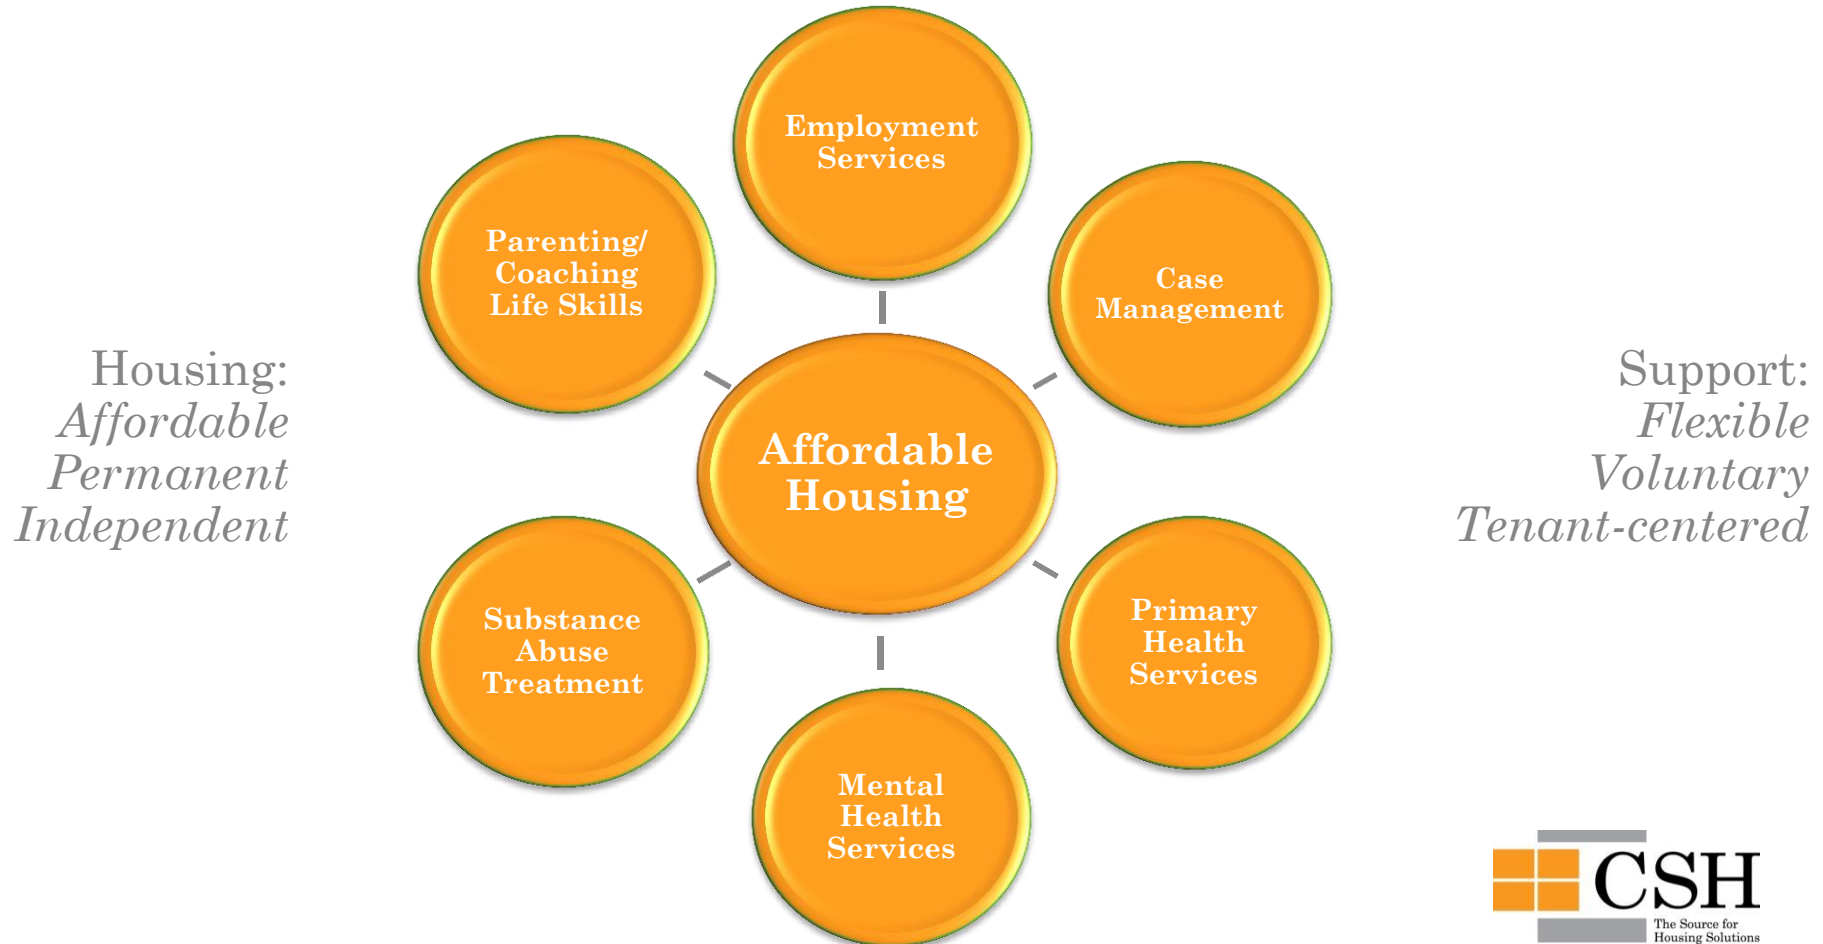 Employment
Services
Parenting/
Coaching
Life Skills
Case
Management
Housing:
Affordable
Permanent
Independent
Affordable
Housing
Support:
Flexible
Voluntary
Tenant-centered
Substance
Abuse
Treatment
Primary
Health
Services
Mental
Health
Services
CSH
The Source for
Housing Solutions